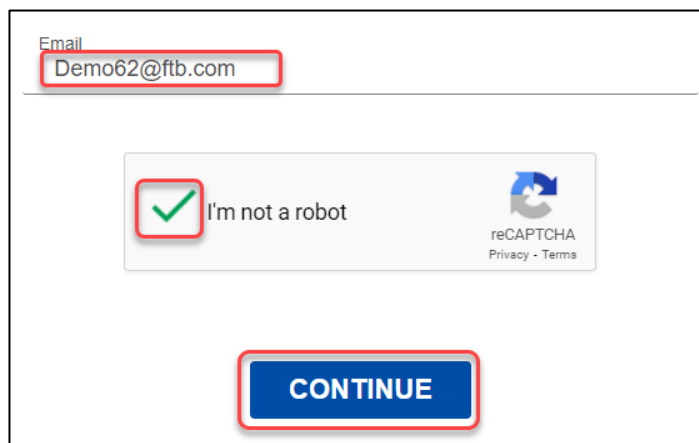 Email
Demo62@ftb.com
I'm not a robot
reCAPTCHA
Privacy - Terms
CONTINUE